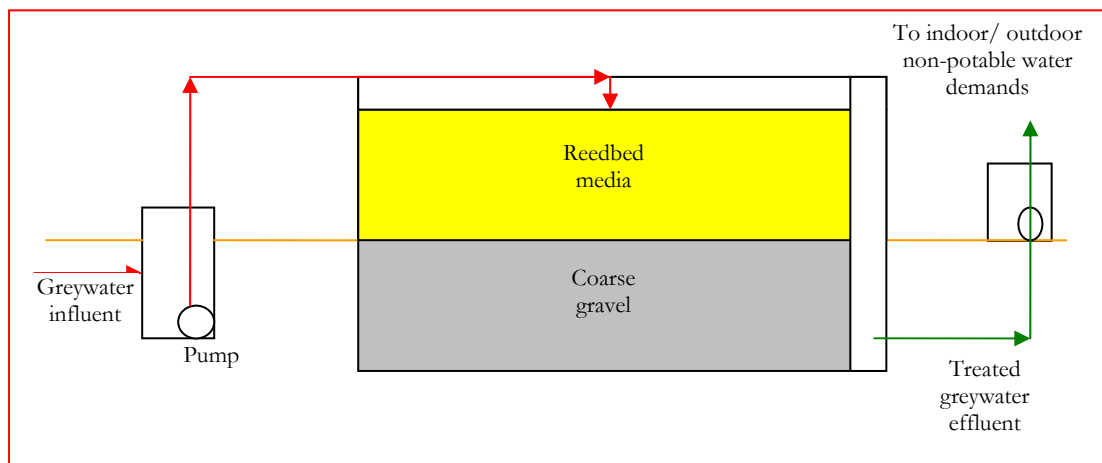 To indoor/ outdoor
non-potable water
demands
Reedbed
media
Greywater
influent
Coarse
gravel
Pump
Treated
greywater
effluent